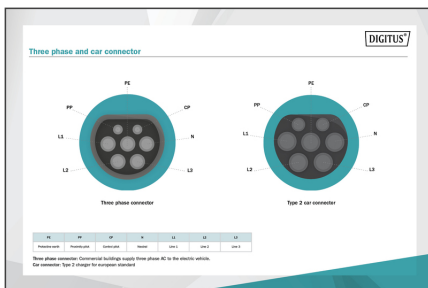 DIGITUS®
Three phase and car connector
PE
PP
CP
L1
N
L2
L3
Three phase connector
PE
PP
CP
L1
N
L2
L3
Type 2 car connector
PE PP CP N L1 L2 L3
Protective earth Proximity pilot Control pilot Neutral Line 1 Line 2 Line 3
Three phase connector: Commercial buildings supply three phase AC to the electric vehicle.
Car connector: Type 2 charger for european standard